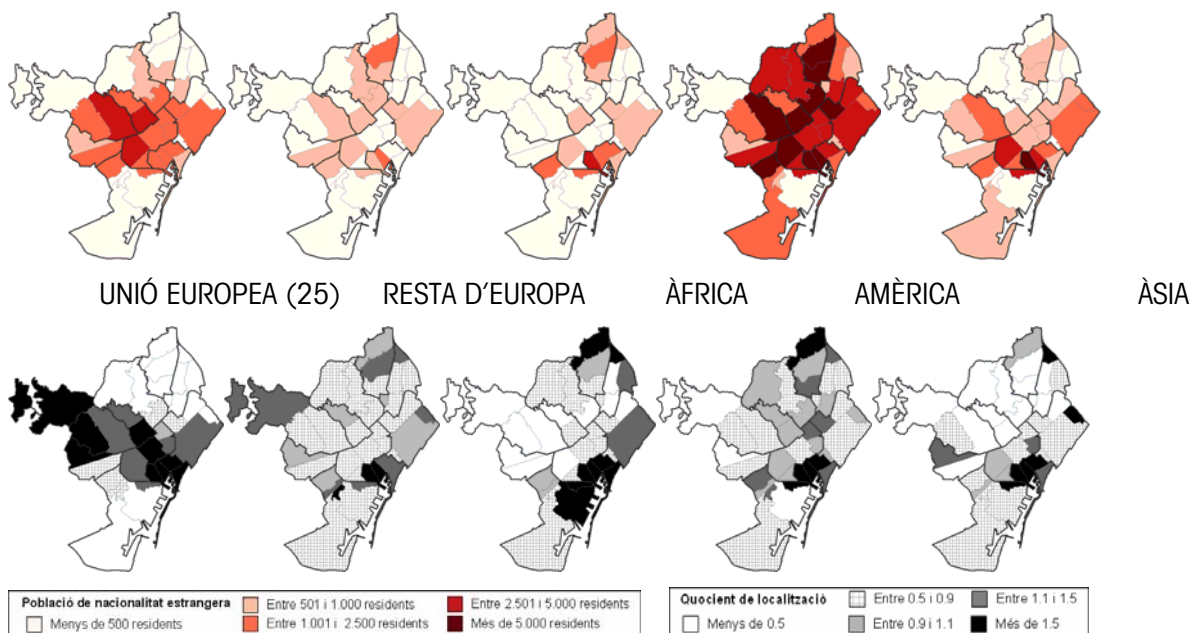 UNIÓ EUROPEA (25) RESTA D'EUROPA ÀFRICA AMÈRICA ÀSIA
Població de nacionalitat estrangera
Menys de 500 residents
Entre 501 i 1.000 residents
Entre 1.001 i 2.500 residents
Entre 2.501 i 5.000 residents
Més de 5.000 residents
Quocient de localització
Menys de 0.5
Entre 0.5 i 0.9
Entre 0.9 i 1.1
Entre 1.1 i 1.5
Més de 1.5